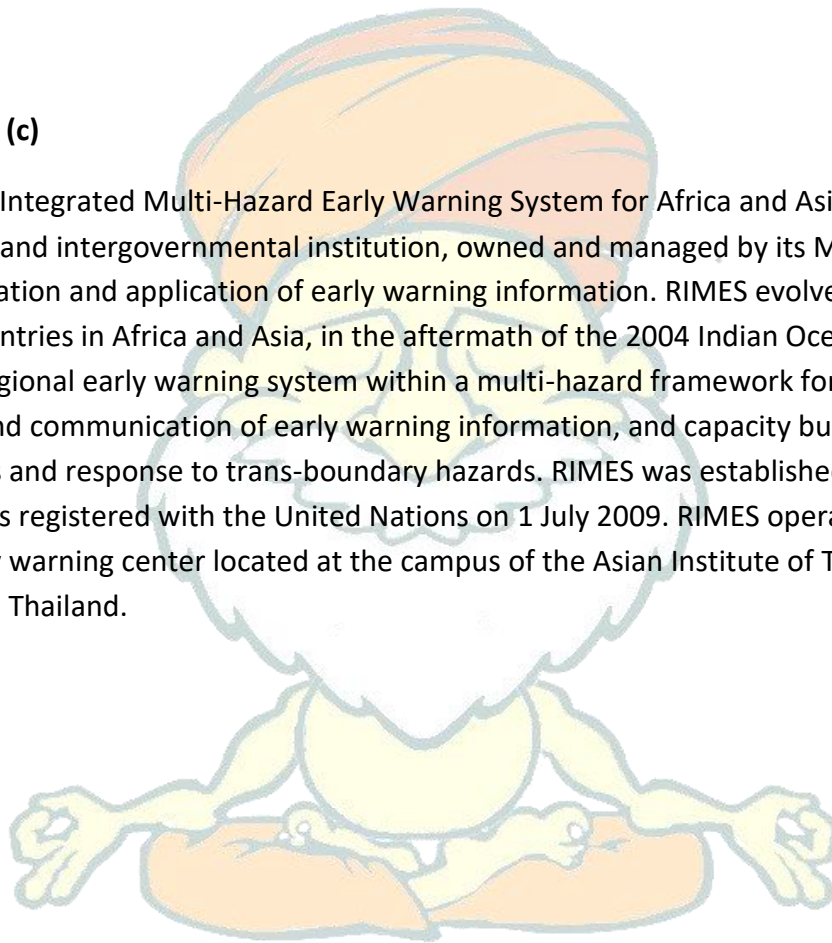 (c)
Integrated Multi-Hazard Early Warning System for Africa and Asi
and intergovernmental institution, owned and managed by its M
ation and application of early warning information. RIMES evolve
ntries in Africa and Asia, in the aftermath of the 2004 Indian Oce
gional early warning system within a multi-hazard framework for
nd communication of early warning information, and capacity bu
s and response to trans-boundary hazards. RIMES was established
s registered with the United Nations on 1 July 2009. RIMES opera
y warning center located at the campus of the Asian Institute of T
Thailand.